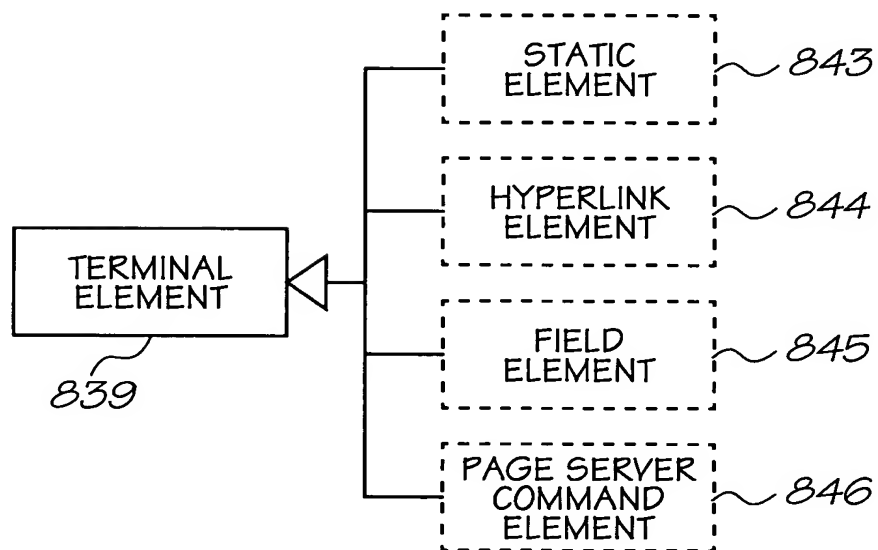 STATIC
ELEMENT
843
HYPERLINK
ELEMENT
844
TERMINAL
ELEMENT
839
FIELD
ELEMENT
845
PAGE SERVER
COMMAND
ELEMENT
846